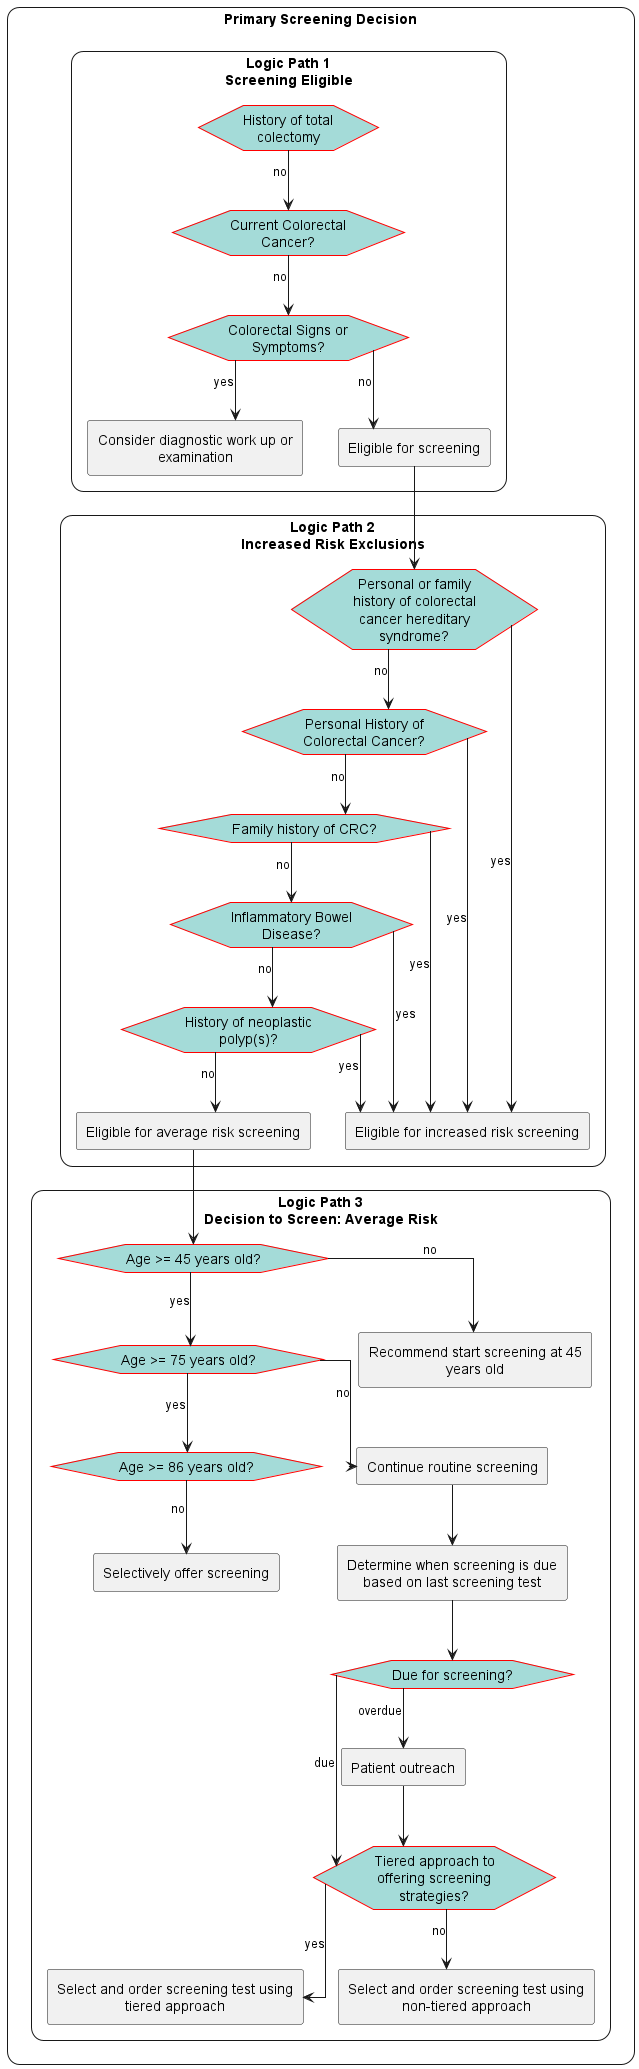 Primary Screening Decision
Logic Path 1
Screening Eligible
History of total
colectomy
no
Current Colorectal
Cancer?
no
Colorectal Signs or
Symptoms?
yes
no
Consider diagnostic work up or
examination
Eligible for screening
Logic Path 2
Increased Risk Exclusions
Personal or family
history of colorectal
cancer hereditary
syndrome?
no
Personal History of
Colorectal Cancer?
no
Family history of CRC?
yes
no
Inflammatory Bowel
Disease?
yes
yes
no
yes
History of neoplastic
polyp(s)?
no
yes
Eligible for average risk screening
Eligible for increased risk screening
Logic Path 3
Decision to Screen: Average Risk
Age >= 45 years old?
no
yes
Age >= 75 years old?
Recommend start screening at 45
years old
no
yes
Age >= 86 years old?
Continue routine screening
no
Selectively offer screening
Determine when screening is due
based on last screening test
Due for screening?
overdue
due
Patient outreach
Tiered approach to
offering screening
strategies?
yes
no
Select and order screening test using
tiered approach
Select and order screening test using
non-tiered approach